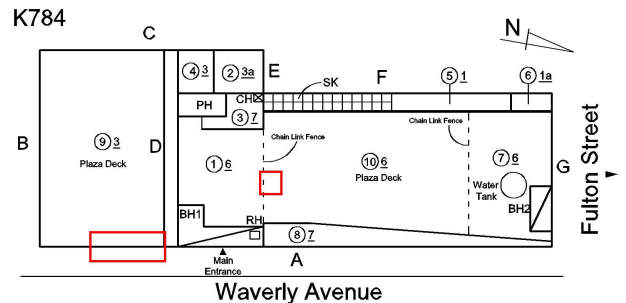 K784
C
N
④ 3
② 3a
E
SK
F
⑤ 1
⑥ 1a
PH
CH
③ 7
Chain Link Fence
Chain Link Fence
B
⑨ 3
Plaza Deck
D
① 6
⑩ 6
Plaza Deck
⑦ 6
G
Water
Tank
BH1
RH
BH2
⑧ 7
A
Main
Entrance
Fulton Street
Waverly Avenue